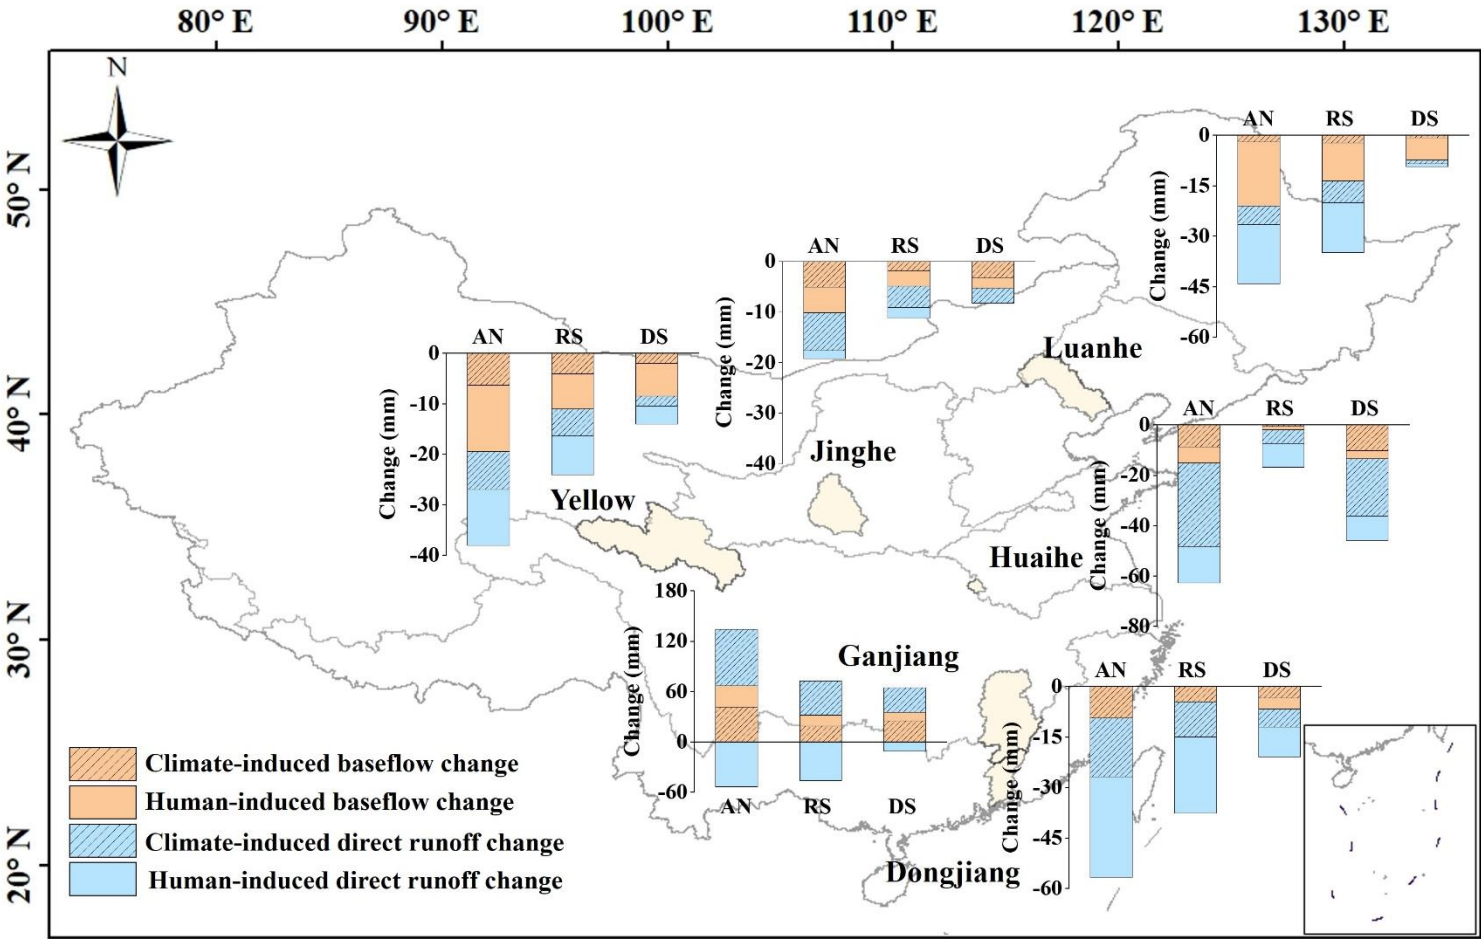 80° E 90° E 100° E 110° E 120° E 130° E
N
50° N
40° N
30° N
20° N
AN RS DS
0
-15
-30
-45
-60
Change (mm)
Luanhe
AN RS DS
0
-10
-20
-30
-40
Change (mm)
Jinghe
AN RS DS
0
-10
-20
-30
-40
Change (mm)
Yellow
AN RS DS
0
-20
-40
-60
-80
Change (mm)
Huaihe
180
120
60
0
-60
Change (mm)
AN RS DS
Ganjiang
AN RS DS
0
-15
-30
-45
-60
Change (mm)
Dongjiang
Climate-induced baseflow change
Human-induced baseflow change
Climate-induced direct runoff change
Human-induced direct runoff change